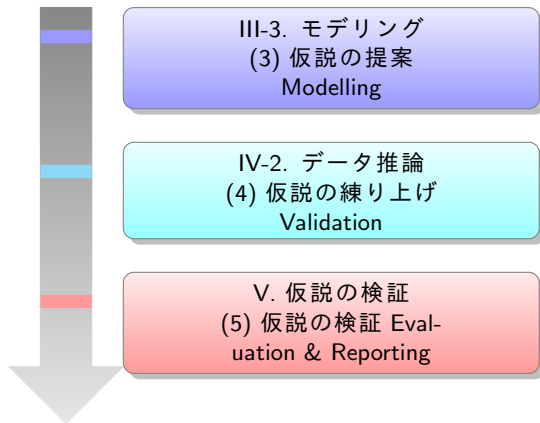 III-3. モデリング
(3) 仮説の提案
Modelling
IV-2. データ推論
(4) 仮説の練り上げ
Validation
V. 仮説の検証
(5) 仮説の検証 Eval-
uation & Reporting